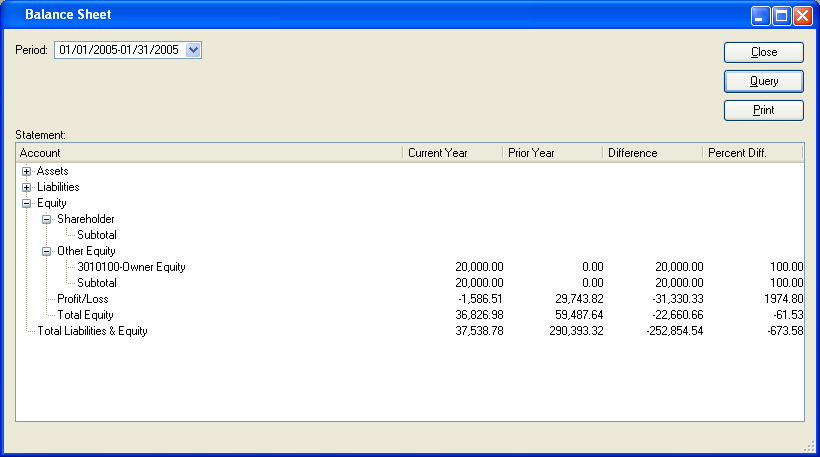 Balance Sheet
Period: 01/01/2005-01/31/2005
Close
Query
Print
Statement:
Account Current Year Prior Year Difference Percent Diff.
Assets
Liabilities
Equity
Shareholder
Subtotal
Other Equity
3010100-Owner Equity 20,000.00 0.00 20,000.00 100.00
Subtotal 20,000.00 0.00 20,000.00 100.00
Profit/Loss -1,586.51 29,743.82 -31,330.33 1974.80
Total Equity 36,826.98 59,487.64 -22,660.66 -61.53
Total Liabilities & Equity 37,538.78 290,393.32 -252,854.54 -673.58